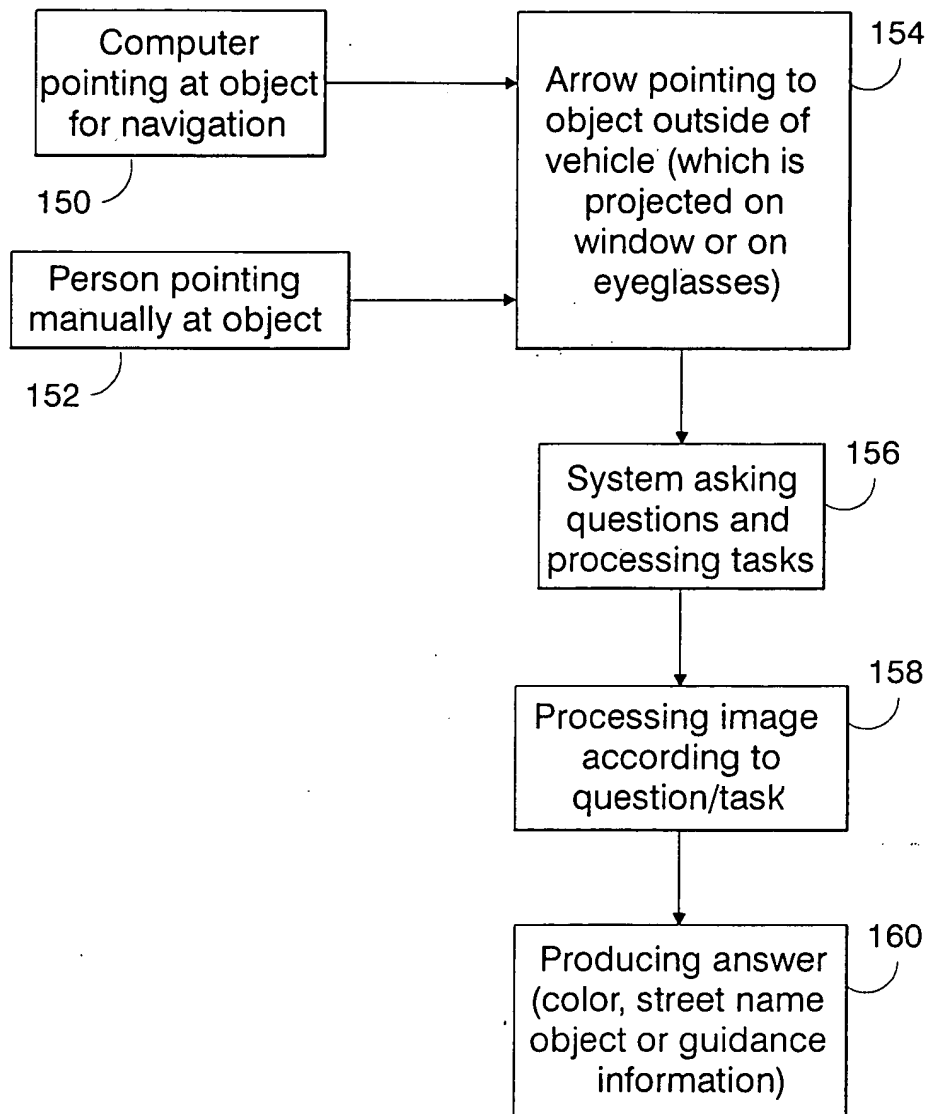 Computer
pointing at object
for navigation
150
Person pointing
manually at object
152
154
Arrow pointing to
object outside of
vehicle (which is
projected on
window or on
eyeglasses)
156
System asking
questions and
processing tasks
158
Processing image
according to
question/task
160
Producing answer
(color, street name
object or guidance
information)